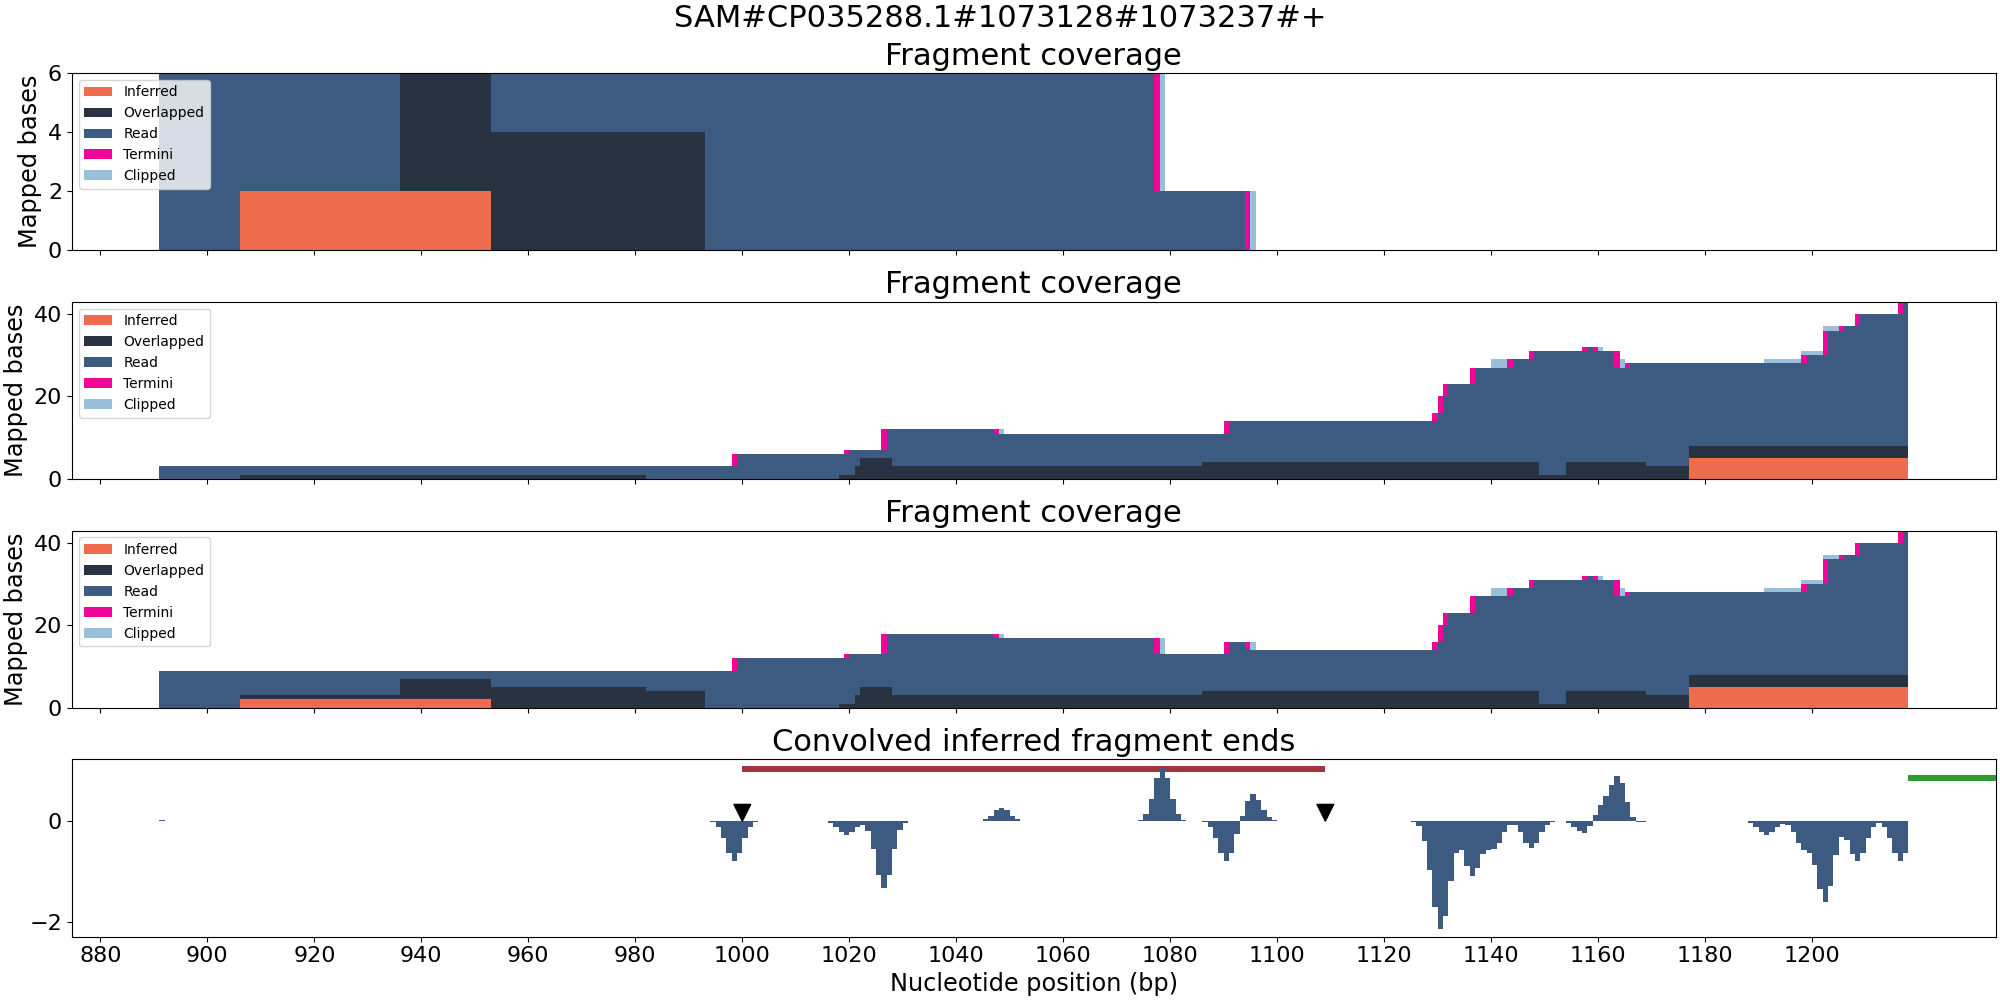 SAM#CP035288.1#1073128#1073237#+
Fragment coverage
Mapped bases
6
4
2
0
Inferred
Overlapped
Read
Termini
Clipped
Fragment coverage
Mapped bases
40
20
0
Inferred
Overlapped
Read
Termini
Clipped
Fragment coverage
Mapped bases
40
20
0
Inferred
Overlapped
Read
Termini
Clipped
Convolved inferred fragment ends
0
−2
880 900 920 940 960 980 1000 1020 1040 1060 1080 1100 1120 1140 1160 1180 1200
Nucleotide position (bp)